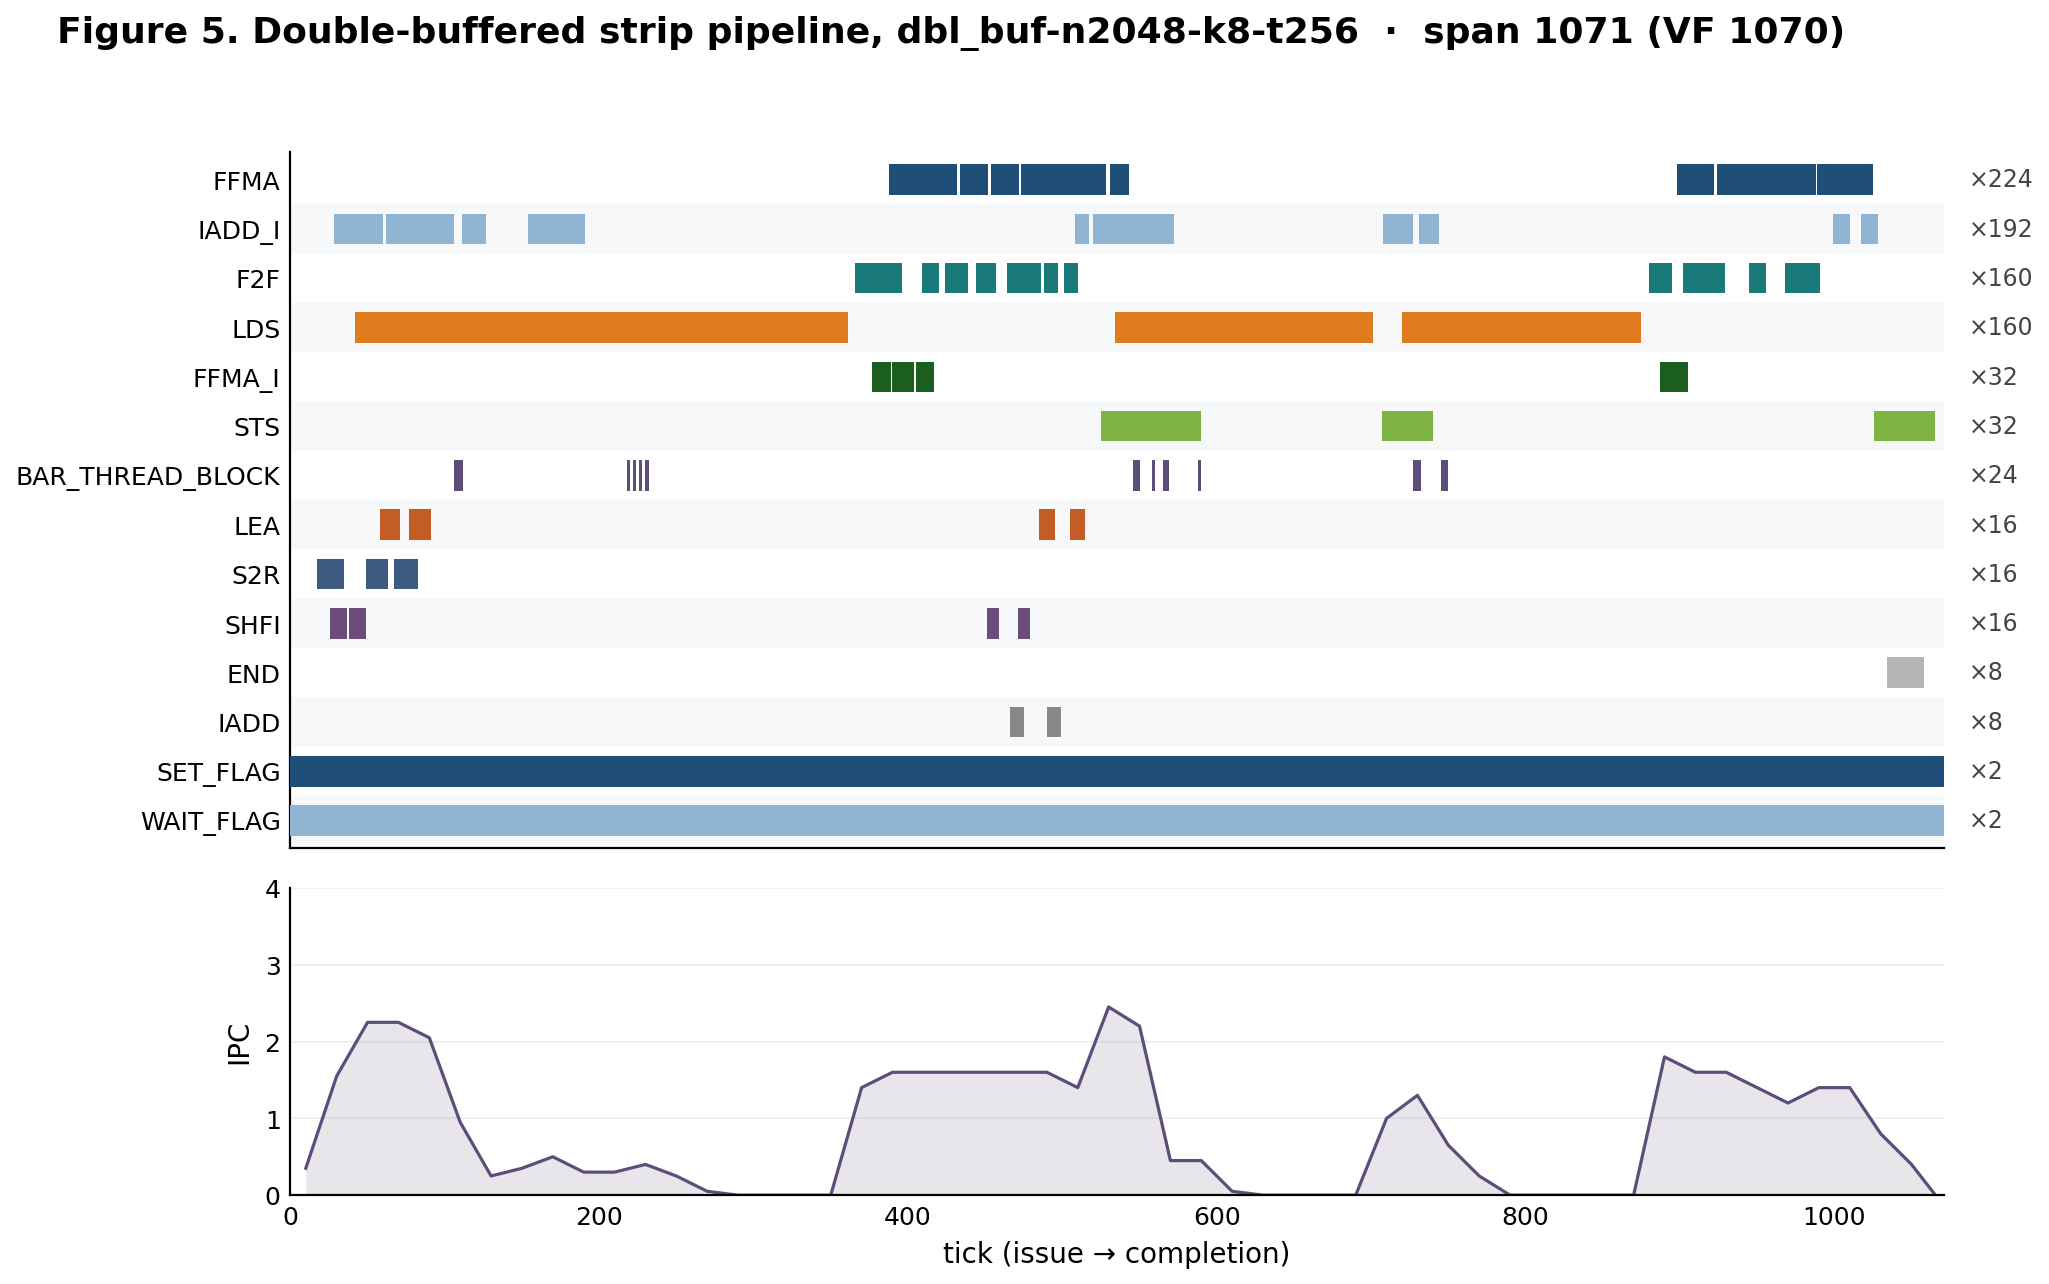 Figure 5. Double-buffered strip pipeline, dbl_buf-n2048-k8-t256 · span 1071 (VF 1070)
FFMA ×224
IADD_I ×192
F2F ×160
LDS ×160
FFMA_I ×32
STS ×32
BAR_THREAD_BLOCK ×24
LEA ×16
S2R ×16
SHFI ×16
END ×8
IADD ×8
SET_FLAG ×2
WAIT_FLAG ×2
4
3
2
1
0
IPC
0 200 400 600 800 1000
tick (issue → completion)